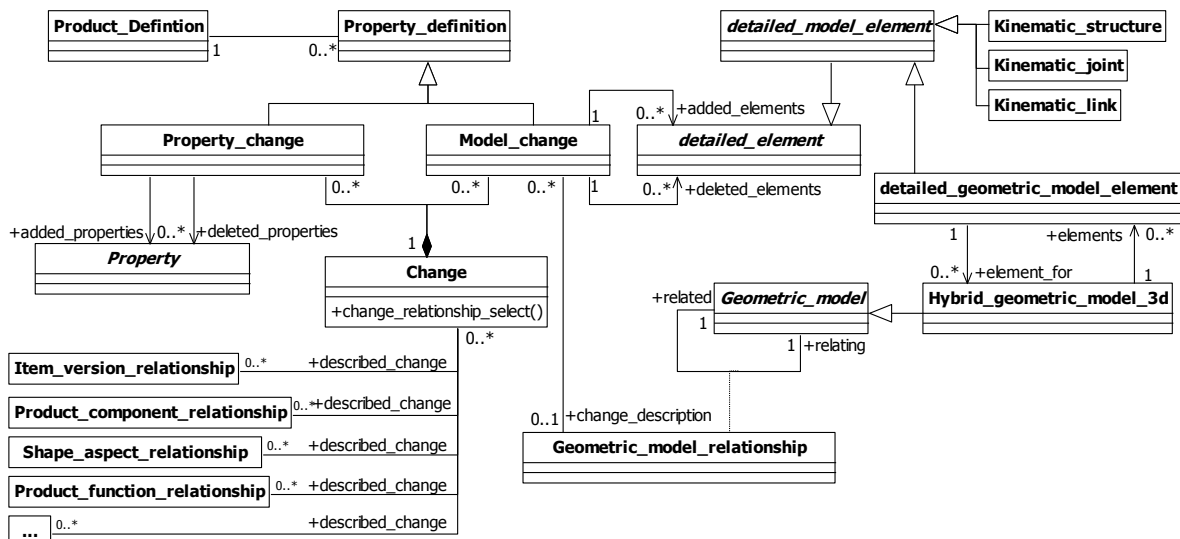 Product_Defintion
1
0..*
Property_definition
detailed_model_element
Kinematic_structure
Kinematic_joint
Kinematic_link
Property_change
Model_change
1
0..*
+added_elements
detailed_element
0..*
0..*
0..*
1
0..*
+deleted_elements
detailed_geometric_model_element
+added_properties
0..*
+deleted_properties
Property
1
Change
+change_relationship_select()
0..*
1
+elements
0..*
0..*
+element_for
1
Hybrid_geometric_model_3d
+related
1
Geometric_model
1
+relating
Item_version_relationship
0..*
+described_change
Product_component_relationship
0..*
+described_change
Shape_aspect_relationship
0..*
+described_change
Product_function_relationship
0..*
+described_change
...
0..*
+described_change
0..1
+change_description
Geometric_model_relationship